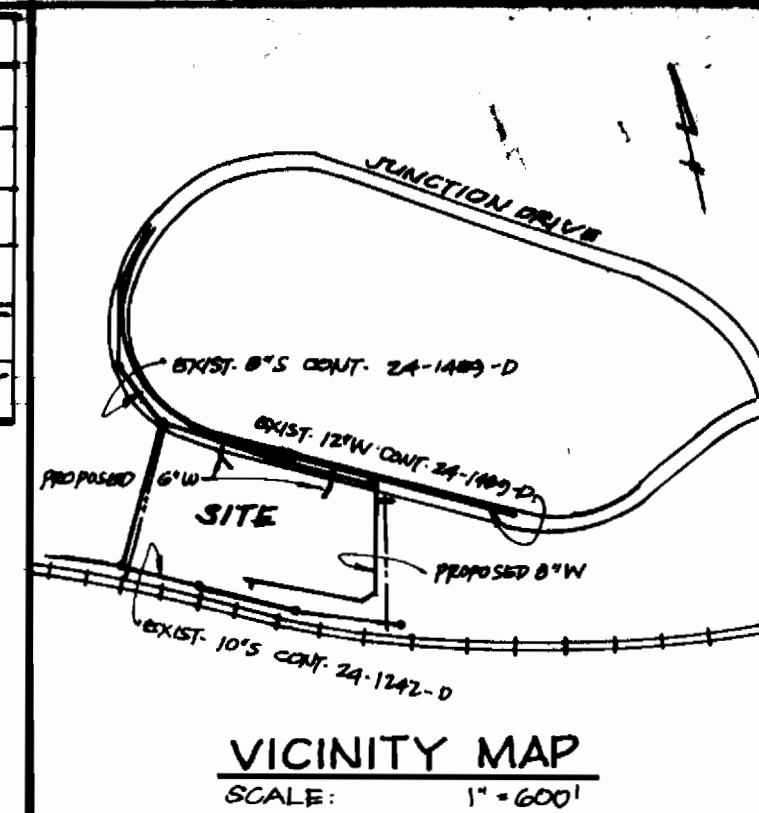 JUNCTION DRIVE
EXIST. 8"S CONT. 24-1489-D
EXIST. 12"W CONT. 24-1489-D
PROPOSED 6"W
SITE
PROPOSED 8"W
EXIST. 10"S CONT. 24-1242-D
VICINITY MAP
SCALE: 1" = 600'